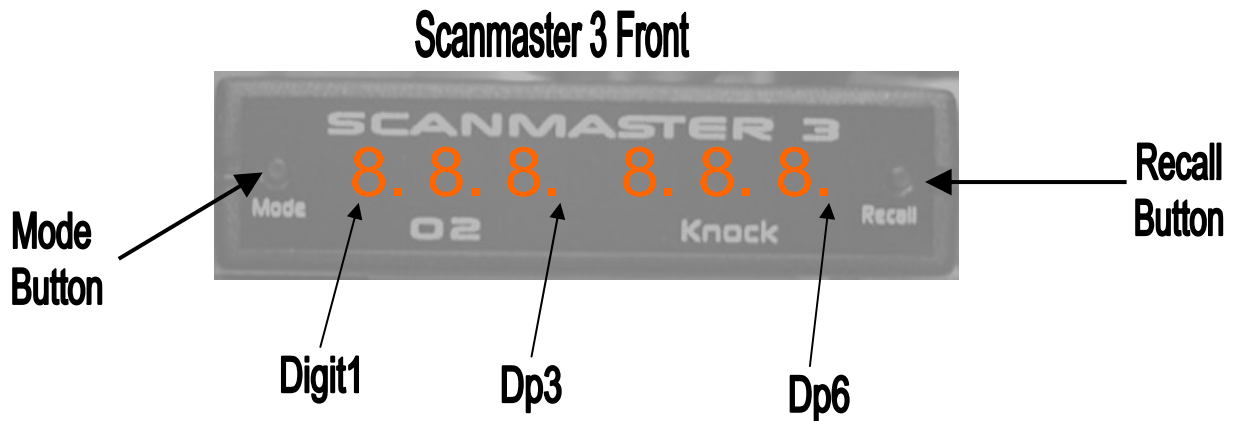 Scanmaster 3 Front
SCANMASTER 3
8. 8. 8. 8. 8. 8.
Mode
Recall
O2
Knock
Mode
Button
Recall
Button
Digit1
Dp3
Dp6